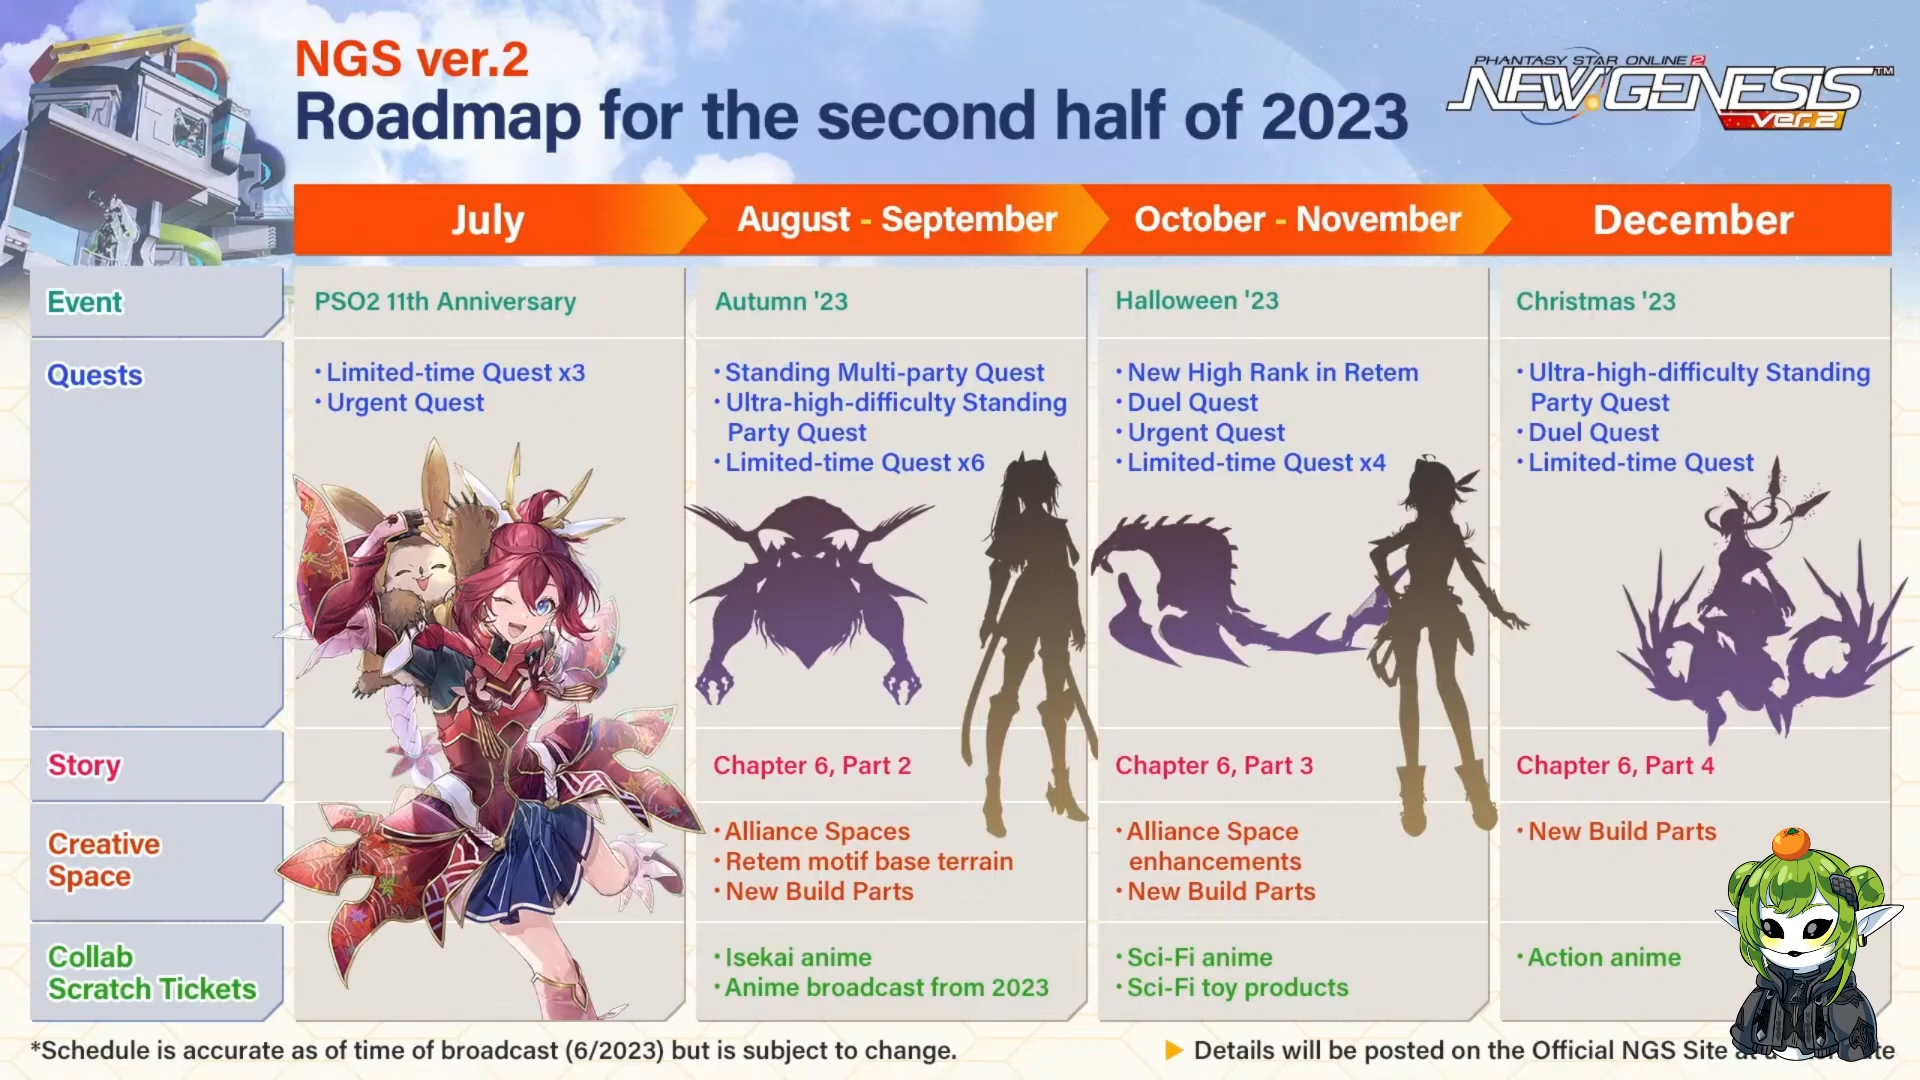 NGS ver.2
Roadmap for the second half of 2023
PHANTASY STAR ONLINE 2
NEW GENESIS TM
ver.2
July
August - September
October - November
December
Event
PSO2 11th Anniversary
Autumn '23
Halloween '23
Christmas '23
Quests
・Limited-time Quest x3
・Urgent Quest
・Standing Multi-party Quest
・Ultra-high-difficulty Standing
Party Quest
・Limited-time Quest x6
・New High Rank in Retem
・Duel Quest
・Urgent Quest
・Limited-time Quest x4
・Ultra-high-difficulty Standing
Party Quest
・Duel Quest
・Limited-time Quest
Story
Chapter 6, Part 2
Chapter 6, Part 3
Chapter 6, Part 4
Creative
Space
・Alliance Spaces
・Retem motif base terrain
・New Build Parts
・Alliance Space
enhancements
・New Build Parts
・New Build Parts
Collab
Scratch Tickets
・Isekai anime
・Anime broadcast from 2023
・Sci-Fi anime
・Sci-Fi toy products
・Action anime
*Schedule is accurate as of time of broadcast (6/2023) but is subject to change.
▶ Details will be posted on the Official NGS Site